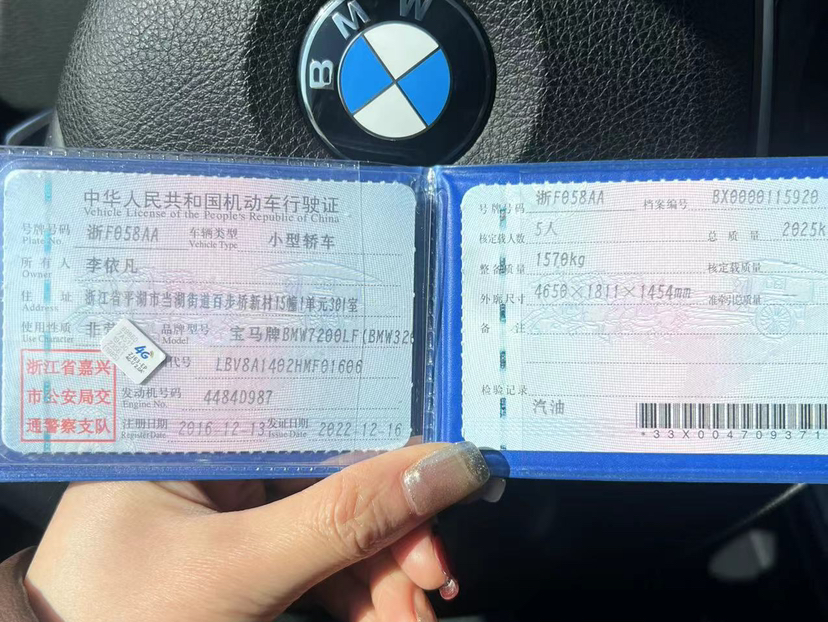 BMW
中华人民共和国机动车行驶证
Vehicle License of the People's Republic of China
号牌号码 浙F058AA 车辆类型 小型轿车
Plate No. Vehicle Type
所有人 李依凡
Owner
住址 浙江省平湖市当湖街道百步桥新村15幢1单元301室
Address
使用性质 品牌型号 宝马牌BMW7200LF(BMW320
Use Character Model
代号 LBV8A1402HMF01606
4G
浙江省嘉兴
市公安局交
通警察支队
发动机号码 4484D987
Engine No.
注册日期 2016-12-13 发证日期 2022-12-16
Register Date Issue Date
号牌号码 浙F058AA 档案编号 BX0000115920
核定载人数 5人 总质量 2025k
整备质量 1570kg 核定载质量
外廓尺寸 4650×1811×1454mm 准牵引总质量
备注
检验记录
汽油
*33X004709371